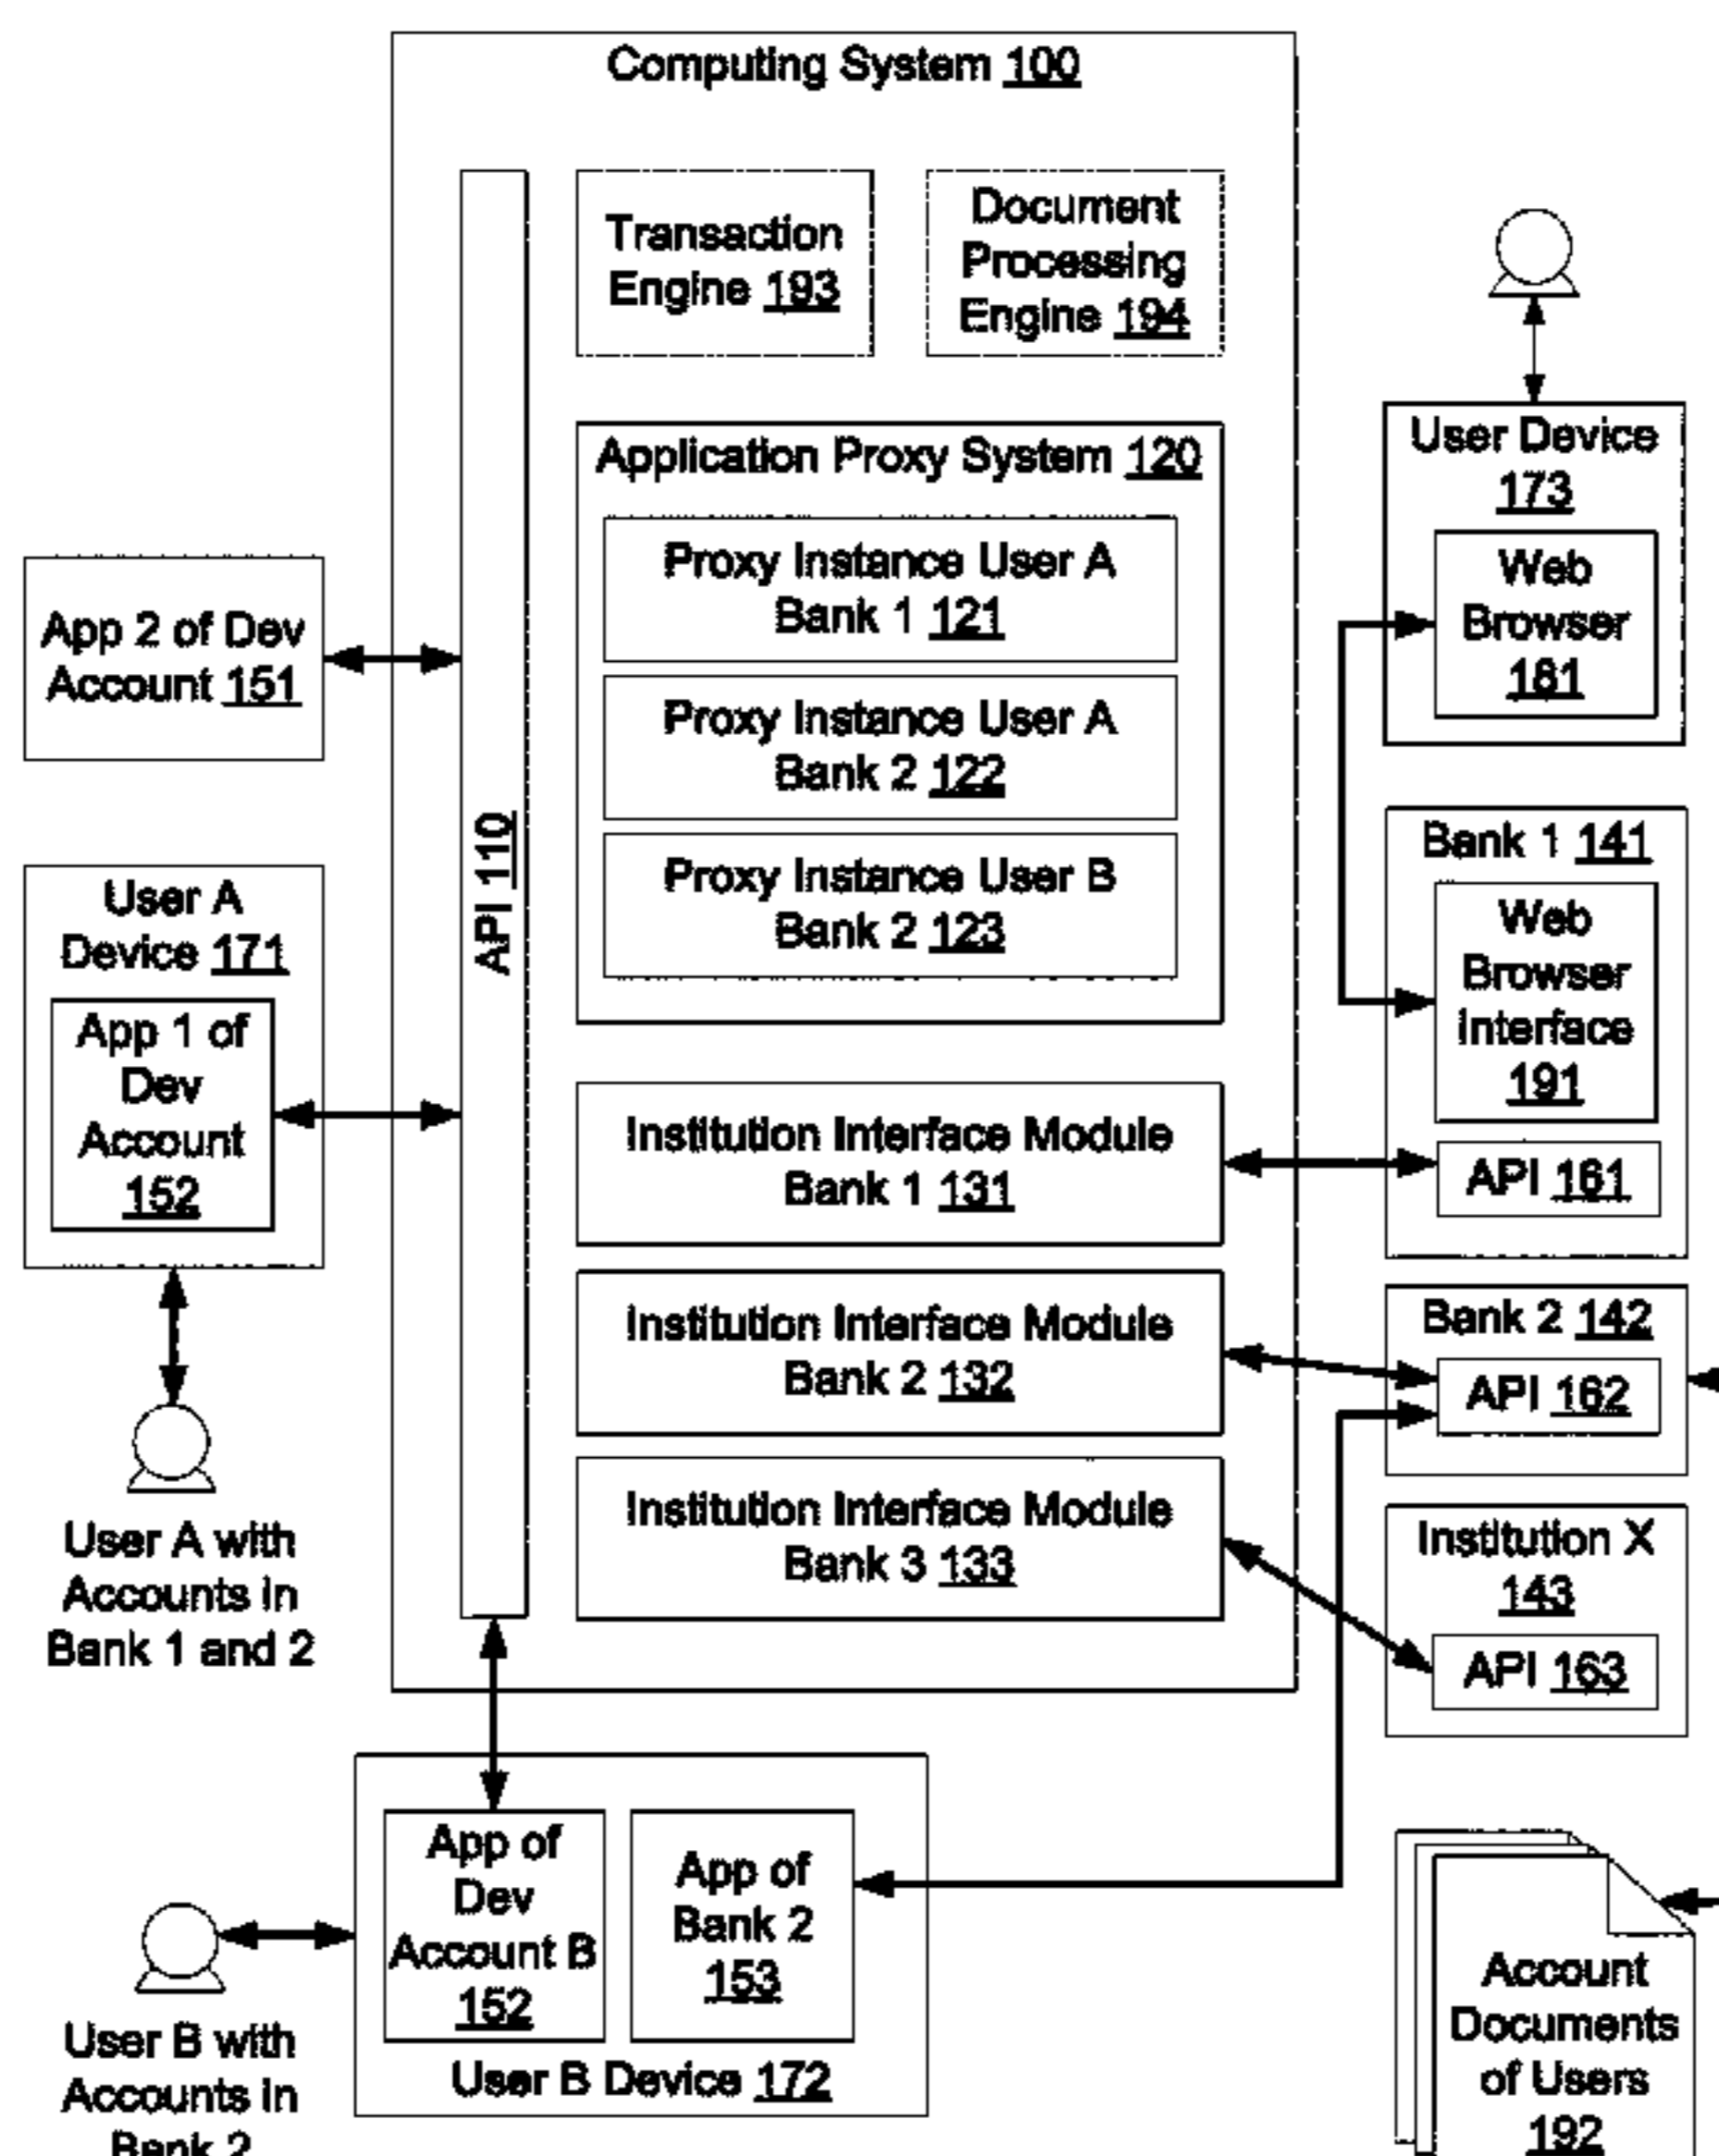 Computing System 100
Transaction
Engine 193
Document
Processing
Engine 194
Application Proxy System 120
Proxy Instance User A
Bank 1 121
Proxy Instance User A
Bank 2 122
Proxy Instance User B
Bank 2 123
API 110
Institution Interface Module
Bank 1 131
Institution Interface Module
Bank 2 132
Institution Interface Module
Bank 3 133
App 2 of Dev
Account 151
User A
Device 171
App 1 of
Dev
Account
152
User A with
Accounts in
Bank 1 and 2
User Device
173
Web
Browser
181
Bank 1 141
Web
Browser
Interface
191
API 161
Bank 2 142
API 162
Institution X
143
API 163
App of
Dev
Account B
152
App of
Bank 2
153
User B Device 172
User B with
Accounts in
Bank 2
Account
Documents
of Users
192